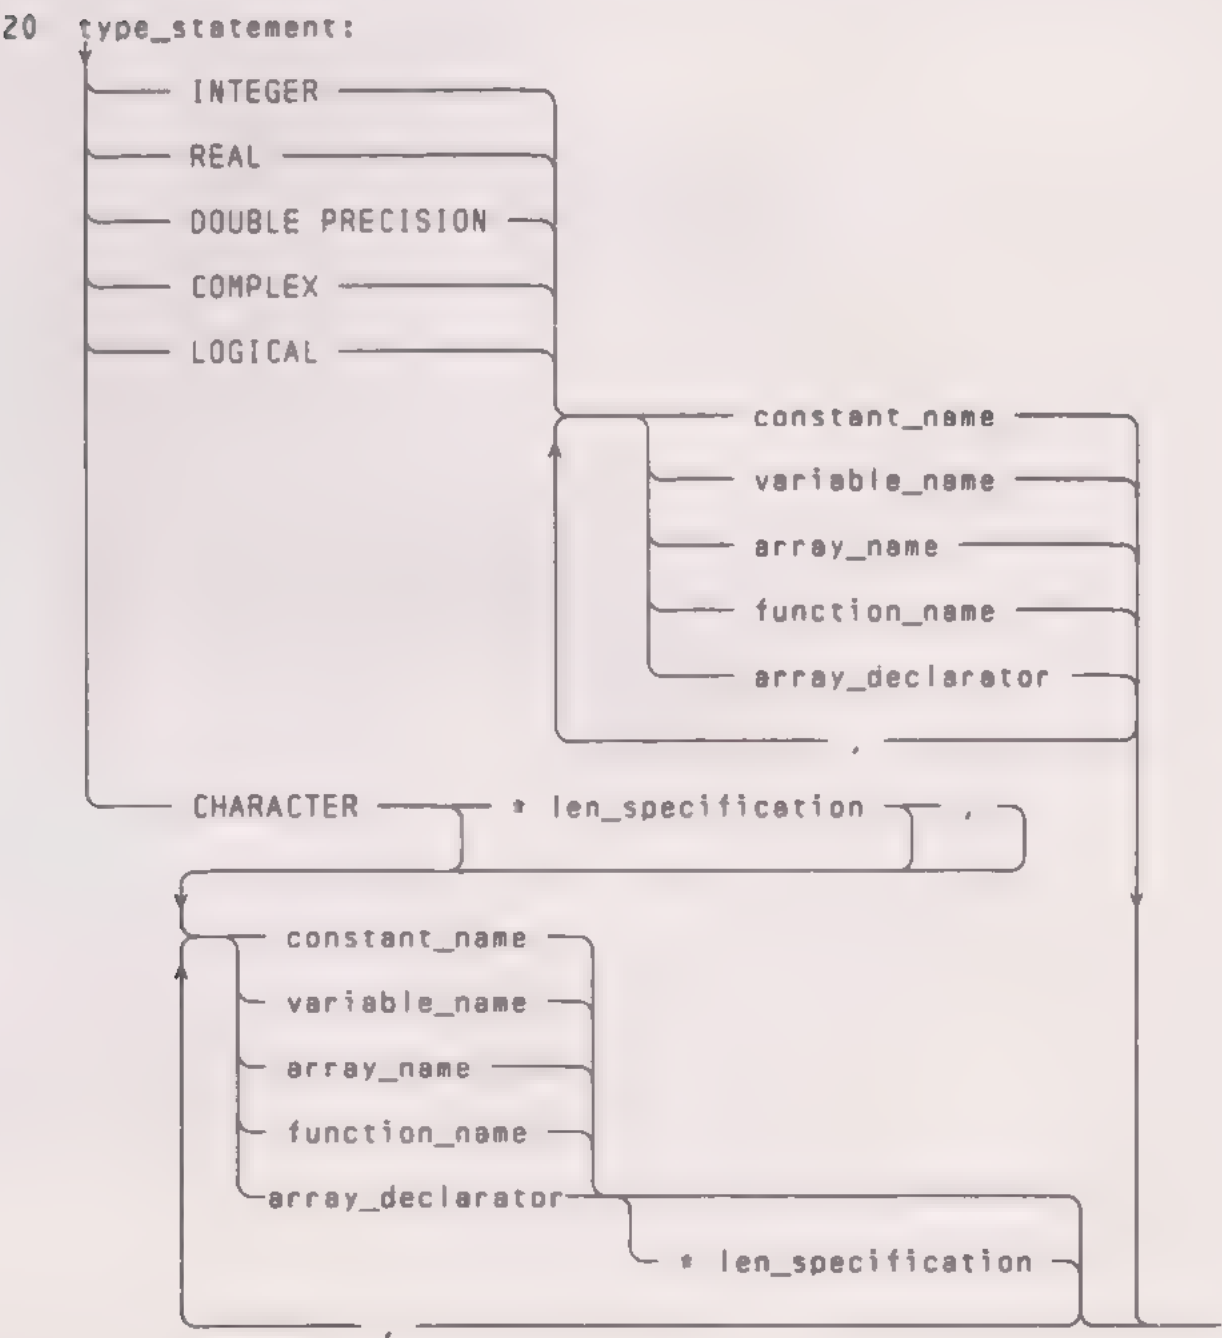 20 type_statement:
INTEGER
REAL
DOUBLE PRECISION
COMPLEX
LOGICAL
constant_name
variable_name
array_name
function_name
array_declarator
,
CHARACTER * len_specification ,
constant_name
variable_name
array_name
function_name
array_declarator
* len_specification
,